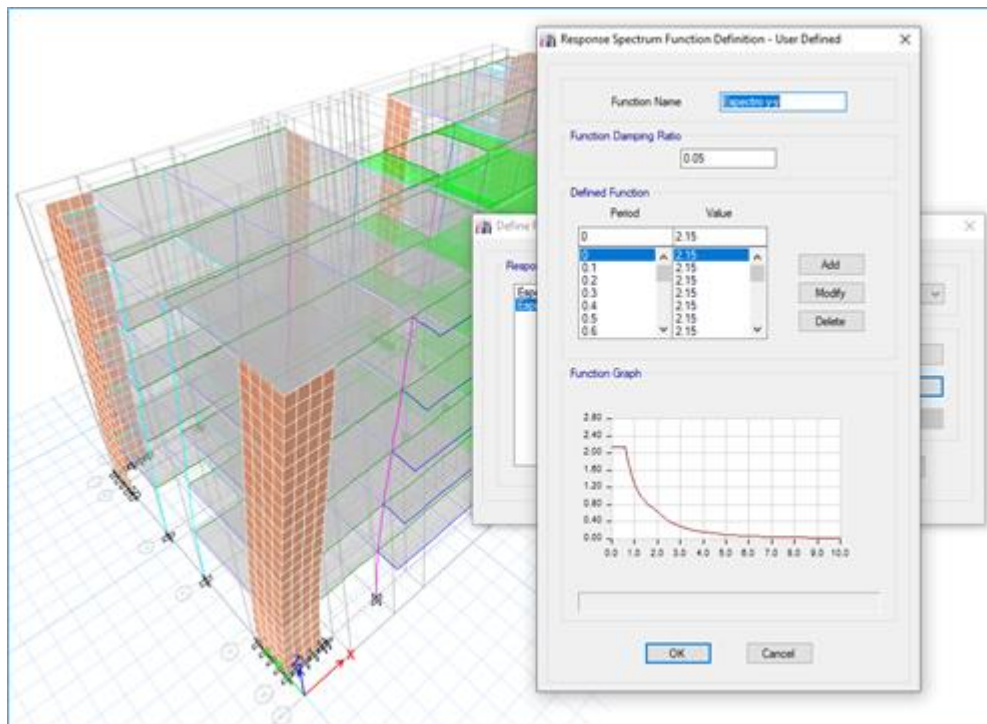 Response Spectrum Function Definition - User Defined
Function Name
Espectro y-y
Function Damping Ratio
0.05
Define
Defined Function
Period Value
0 2.15
Respo
0 2.15
0.1 2.15
0.2 2.15
0.3 2.15
0.4 2.15
0.5 2.15
0.6 2.15
Add
Modify
Delete
Function Graph
2.80
2.40
2.00
1.60
1.20
0.80
0.40
0.00
0.0 1.0 2.0 3.0 4.0 5.0 6.0 7.0 8.0 9.0 10.0
OK Cancel
X